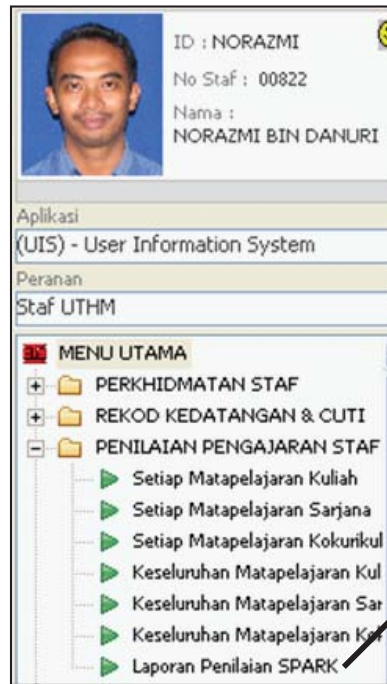 ID : NORAZMI
No Staf : 00822
Nama :
NORAZMI BIN DANURI
Aplikasi
(UIS) - User Information System
Peranan
Staf UTHM
MENU UTAMA
PERKHIDMATAN STAF
REKOD KEDATANGAN & CUTI
PENILAIAN PENGAJARAN STAF
Setiap Matapelajaran Kuliah
Setiap Matapelajaran Sarjana
Setiap Matapelajaran Kokurikul
Keseluruhan Matapelajaran Kul
Keseluruhan Matapelajaran Sar
Keseluruhan Matapelajaran
Laporan Penilaian SPARK